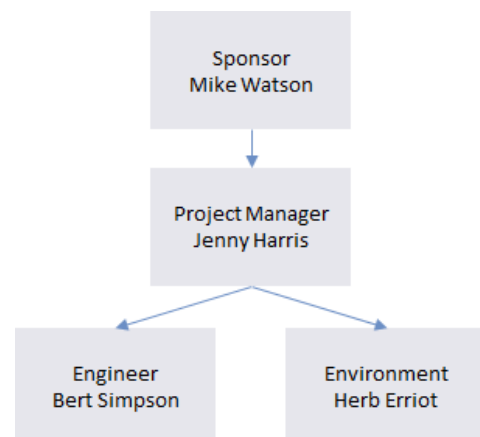 Sponsor
Mike Watson
Project Manager
Jenny Harris
Engineer
Bert Simpson
Environment
Herb Erriot